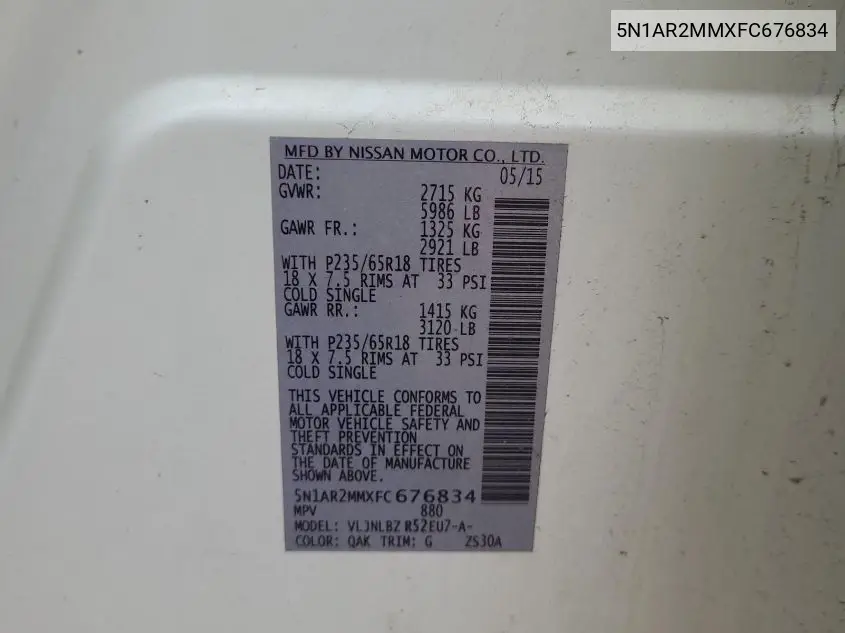 5N1AR2MMXFC676834
MFD BY NISSAN MOTOR CO., LTD.
DATE: 05/15
GVWR: 2715 KG
5986 LB
GAWR FR.: 1325 KG
2921 LB
WITH P235/65R18 TIRES
18 X 7.5 RIMS AT 33 PSI
COLD SINGLE
GAWR RR.: 1415 KG
3120 LB
WITH P235/65R18 TIRES
18 X 7.5 RIMS AT 33 PSI
COLD SINGLE
THIS VEHICLE CONFORMS TO
ALL APPLICABLE FEDERAL
MOTOR VEHICLE SAFETY AND
THEFT PREVENTION
STANDARDS IN EFFECT ON
THE DATE OF MANUFACTURE
SHOWN ABOVE.
5N1AR2MMXFC676834
MPV 880
MODEL: VLJNLBZ R52EU7-A-
COLOR: QAK TRIM: G ZS30A